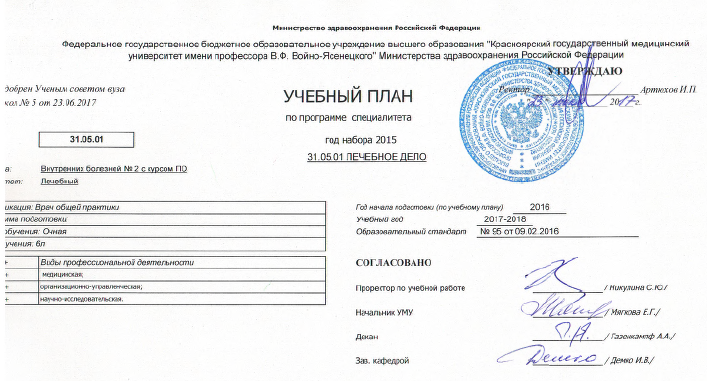 Министерство здравоохранения Российской Федерации
Федеральное государственное бюджетное образовательное учреждение высшего образования "Красноярский государственный медицинский
университет имени профессора В.Ф. Войно-Ясенецкого" Министерства здравоохранения Российской Федерации
УТВЕРЖДАЮ
добрен Ученым советом вуза
Ректор Артюхов И.П.
кол № 5 от 23.06.2017
2017г.
УЧЕБНЫЙ ПЛАН
по программе специалитета
31.05.01
год набора 2015
31.05.01 ЛЕЧЕБНОЕ ДЕЛО
а: Внутренних болезней № 2 с курсом ПО
тет: Лечебный
икация: Врач общей практики
мма подготовки:
обучения: Очная
учения: 6л
Год начала подготовки (по учебному плану) 2016
Учебный год 2017-2018
Образовательный стандарт № 95 от 09.02.2016
+ Виды профессиональной деятельности
+ медицинская;
+ организационно-управленческая;
+ научно-исследовательская.
СОГЛАСОВАНО
Проректор по учебной работе / Никулина С.Ю./
Начальник УМУ / Мягкова Е.Г./
Декан / Газенкампф А.А./
Зав. кафедрой Демко / Демко И.В./